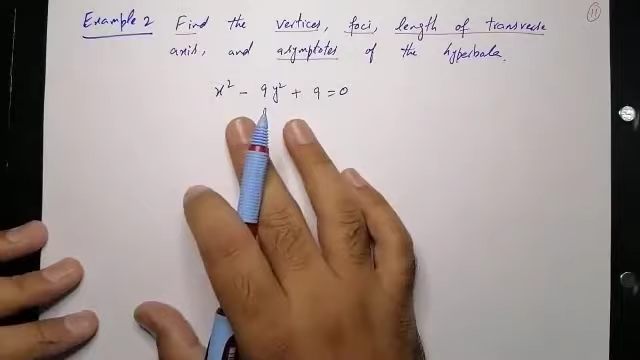 Example 2 Find the vertices, foci, length of transverse
axis, and asymptotes of the hyperbola.
x² - 9y² + 9 = 0
11